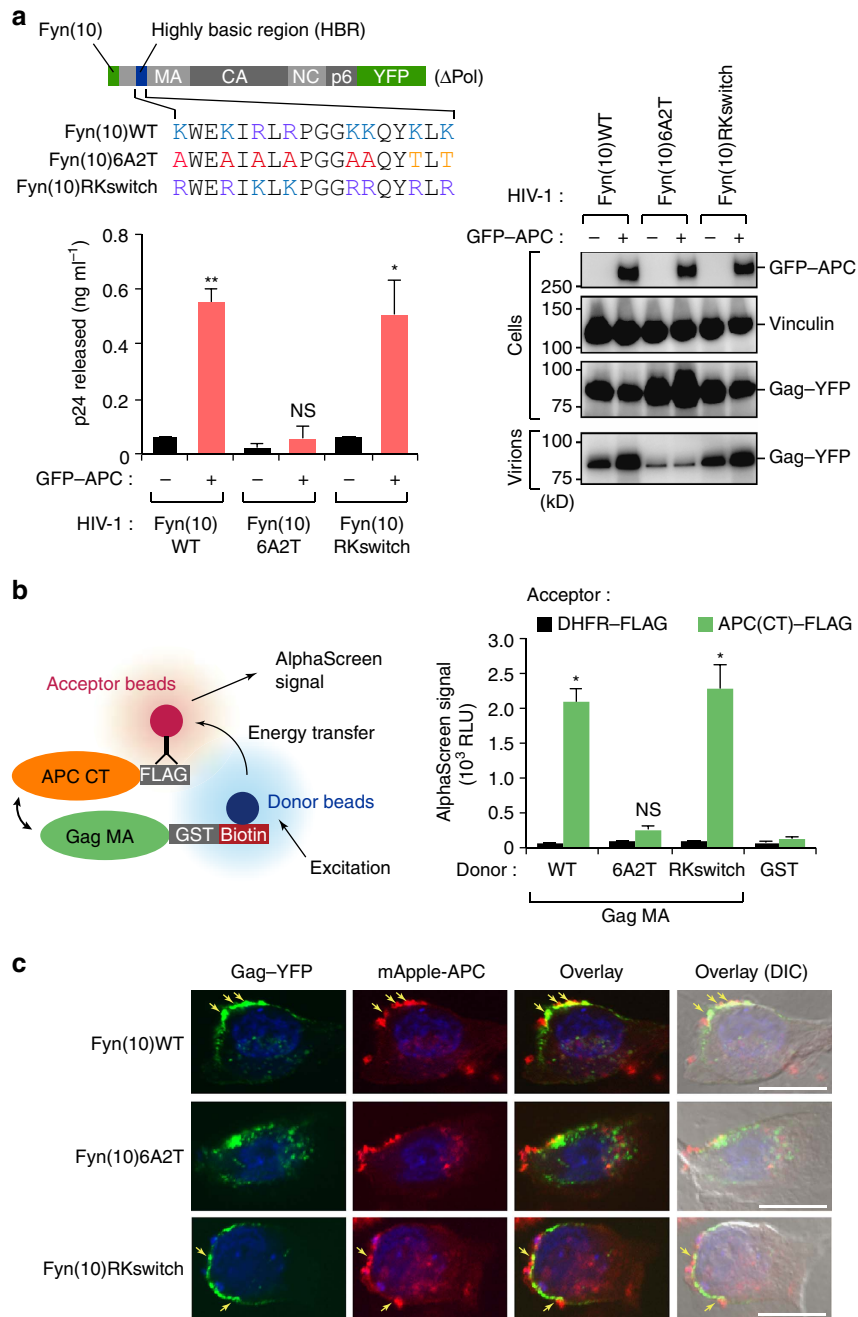 a
Fyn(10)
Highly basic region (HBR)
MA CA NC p6 YFP (ΔPol)
Fyn(10)WT KWEKIRLRPGGKKQYKLK
Fyn(10)6A2T AWEAIALAPGGAAQYTLT
Fyn(10)RKswitch RWERIKLKPGGRRQYRLR
p24 released (ng ml⁻¹)
0.8
0.6
0.4
0.2
0
**
NS
*
GFP–APC : – + – + – +
HIV-1 : Fyn(10) WT Fyn(10) 6A2T Fyn(10) RKswitch
HIV-1 : Fyn(10)WT Fyn(10)6A2T Fyn(10)RKswitch
GFP–APC : – + – + – +
Cells
250
GFP–APC
150
100
Vinculin
100
75
Gag–YFP
Virions
100
75
Gag–YFP
(kD)
b
Acceptor beads
AlphaScreen signal
Energy transfer
APC CT
FLAG
Donor beads
Gag MA
GST
Biotin
Excitation
Acceptor :
DHFR–FLAG APC(CT)–FLAG
AlphaScreen signal
(10³ RLU)
3.0
2.5
2.0
1.5
1.0
0.5
0
*
NS
*
Donor : WT 6A2T RKswitch GST
Gag MA
c
Gag–YFP mApple-APC Overlay Overlay (DIC)
Fyn(10)WT
Fyn(10)6A2T
Fyn(10)RKswitch